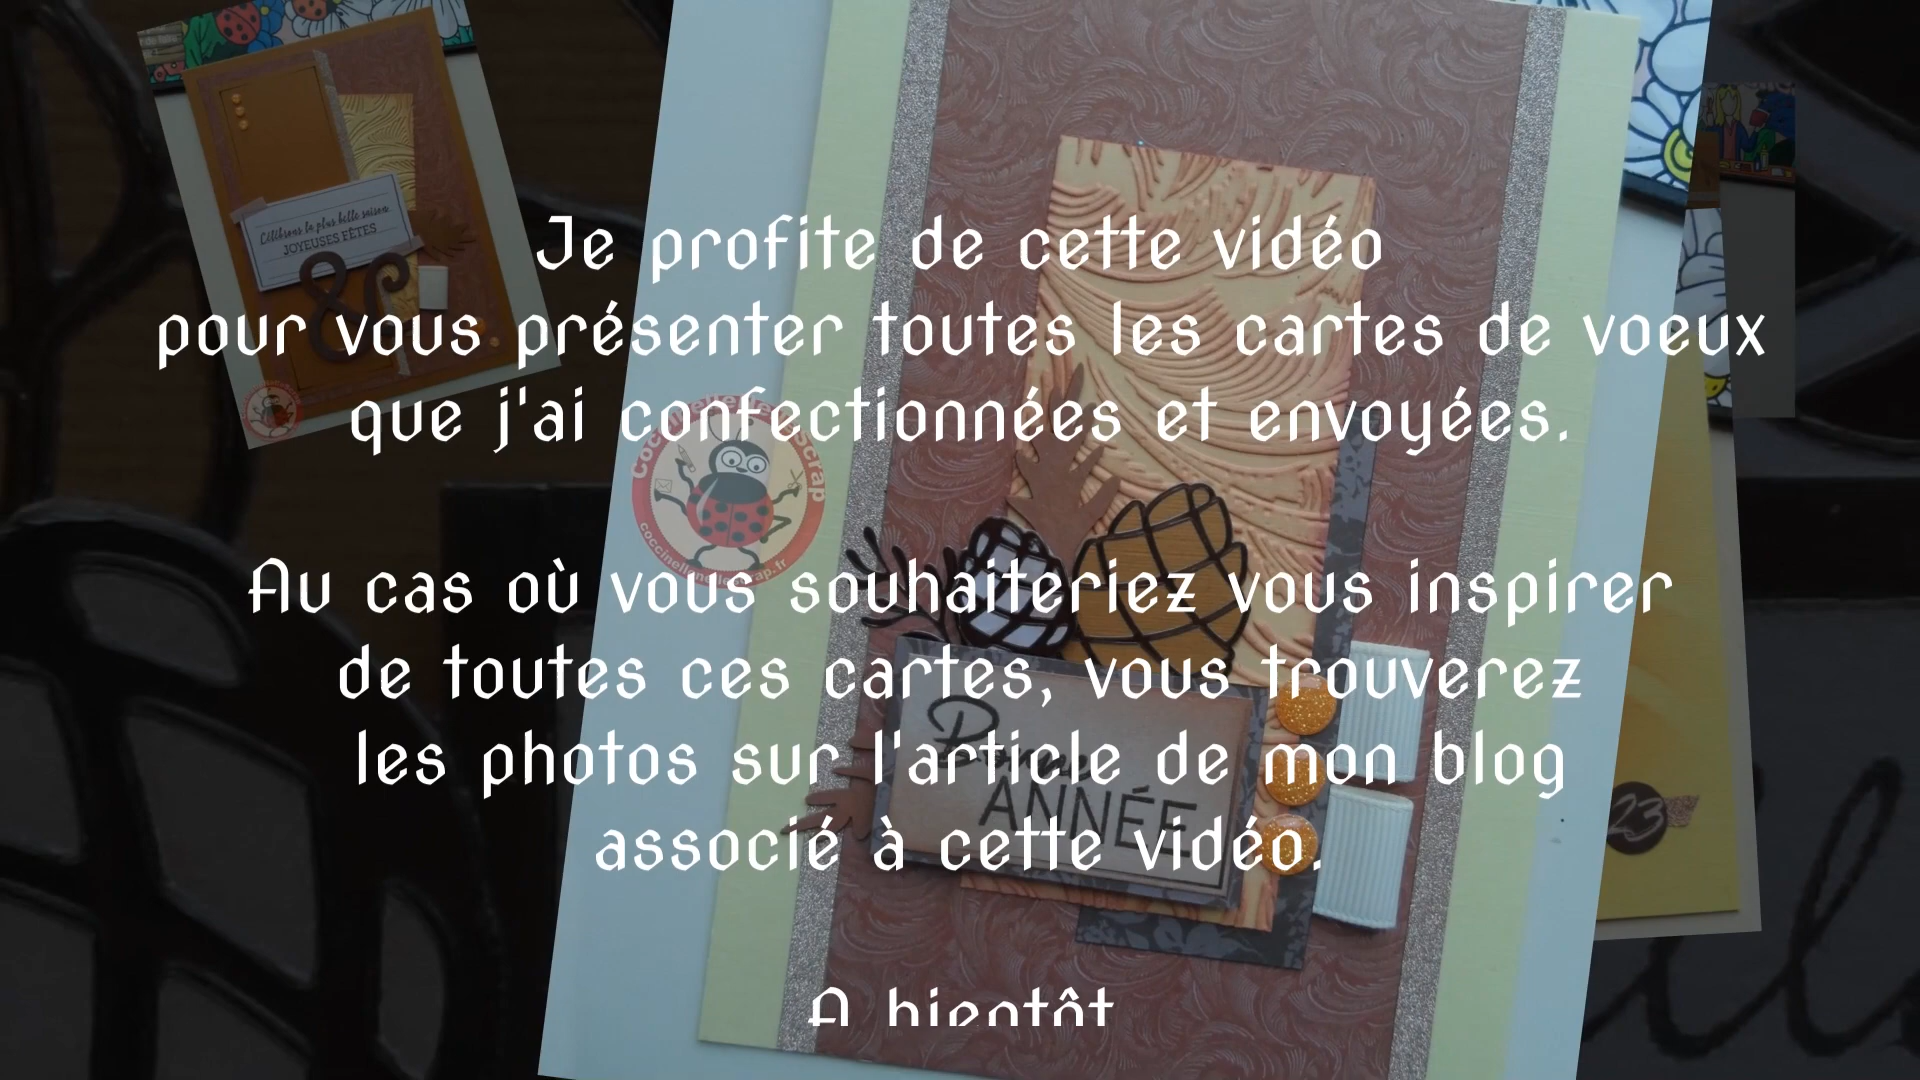 Je profite de cette vidéo
pour vous présenter toutes les cartes de voeux
que j'ai confectionnées et envoyées.
Au cas où vous souhaiteriez vous inspirer
de toutes ces cartes, vous trouverez
les photos sur l'article de mon blog
associé à cette vidéo.
A bientôt
Célébrons la plus belle saison
JOYEUSES FÊTES
&
Bonne
ANNÉE
23